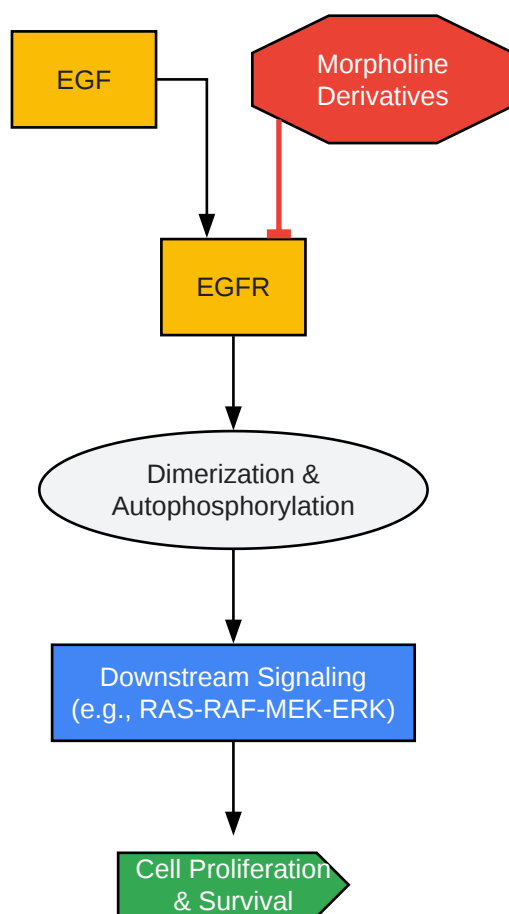 EGF
Morpholine
Derivatives
EGFR
Dimerization &
Autophosphorylation
Downstream Signaling
(e.g., RAS-RAF-MEK-ERK)
Cell Proliferation
& Survival